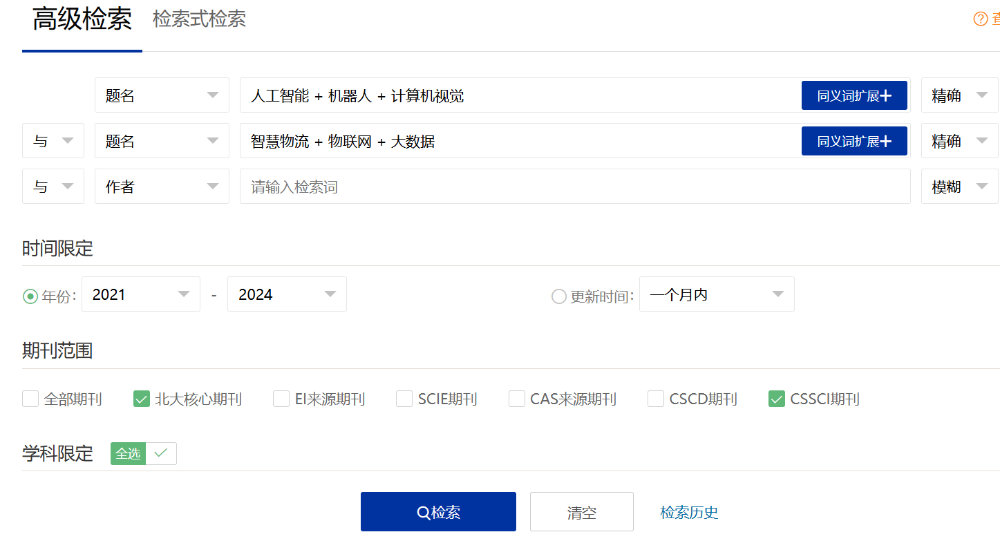 高级检索 检索式检索
题名 人工智能 + 机器人 + 计算机视觉 同义词扩展+ 精确
与 题名 智慧物流 + 物联网 + 大数据 同义词扩展+ 精确
与 作者 请输入检索词 模糊
时间限定
年份: 2021 - 2024 更新时间: 一个月内
期刊范围
全部期刊 北大核心期刊 EI来源期刊 SCIE期刊 CAS来源期刊 CSCD期刊 CSSCI期刊
学科限定 全选
检索 清空 检索历史